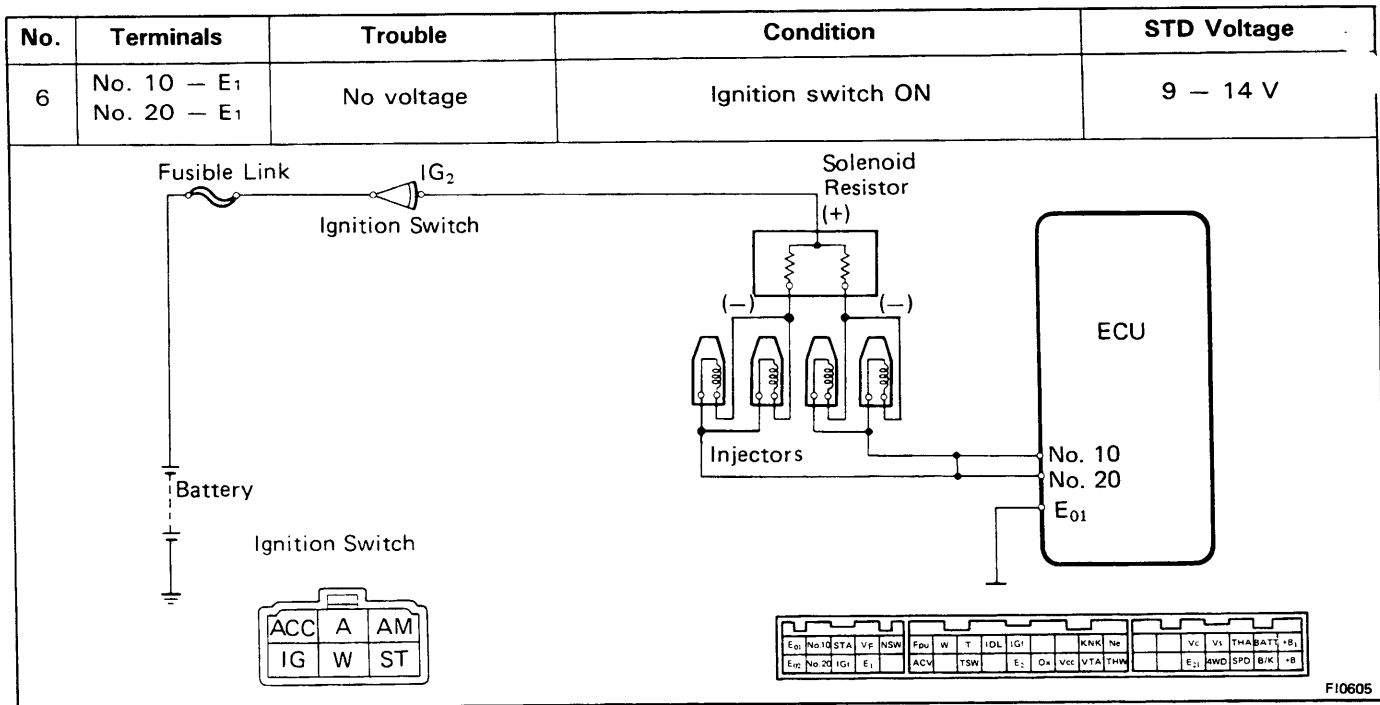 No. Terminals Trouble Condition STD Voltage
6 No. 10 — E1 No voltage Ignition switch ON 9 — 14 V
No. 20 — E1
Fusible Link
IG2
Ignition Switch
Solenoid
Resistor
(+)
(—) (—)
ECU
Injectors
No. 10
No. 20
E01
Battery
Ignition Switch
ACC A AM
IG W ST
E01 No.10 STA VF NSW FPU W T IDL IGf KNK Ne Vc Vs THA BATT +B1
E02 No.20 IGt E1 ACV TSW E2 Ox Vcc VTA THW E21 4WD SPD B/K +B
FI0605